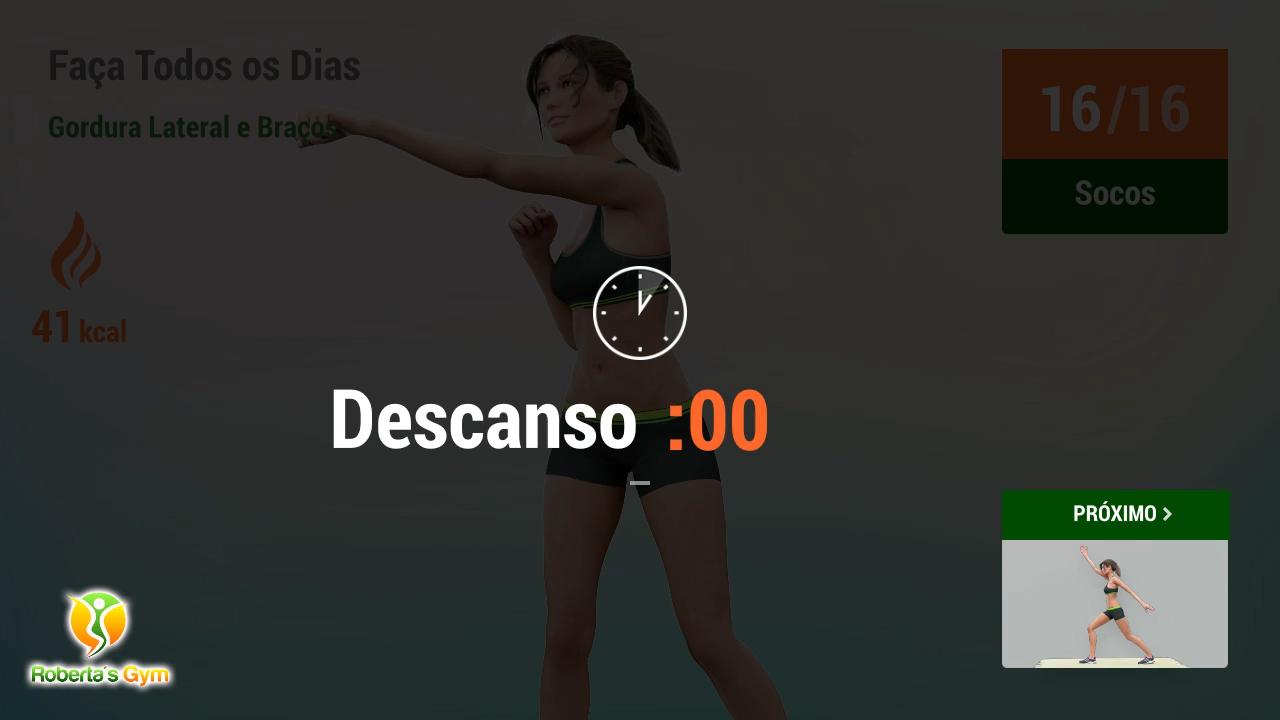 Faça Todos os Dias
Gordura Lateral e Braços
16/16
Socos
41 kcal
Descanso :00
PRÓXIMO >
Roberta's Gym